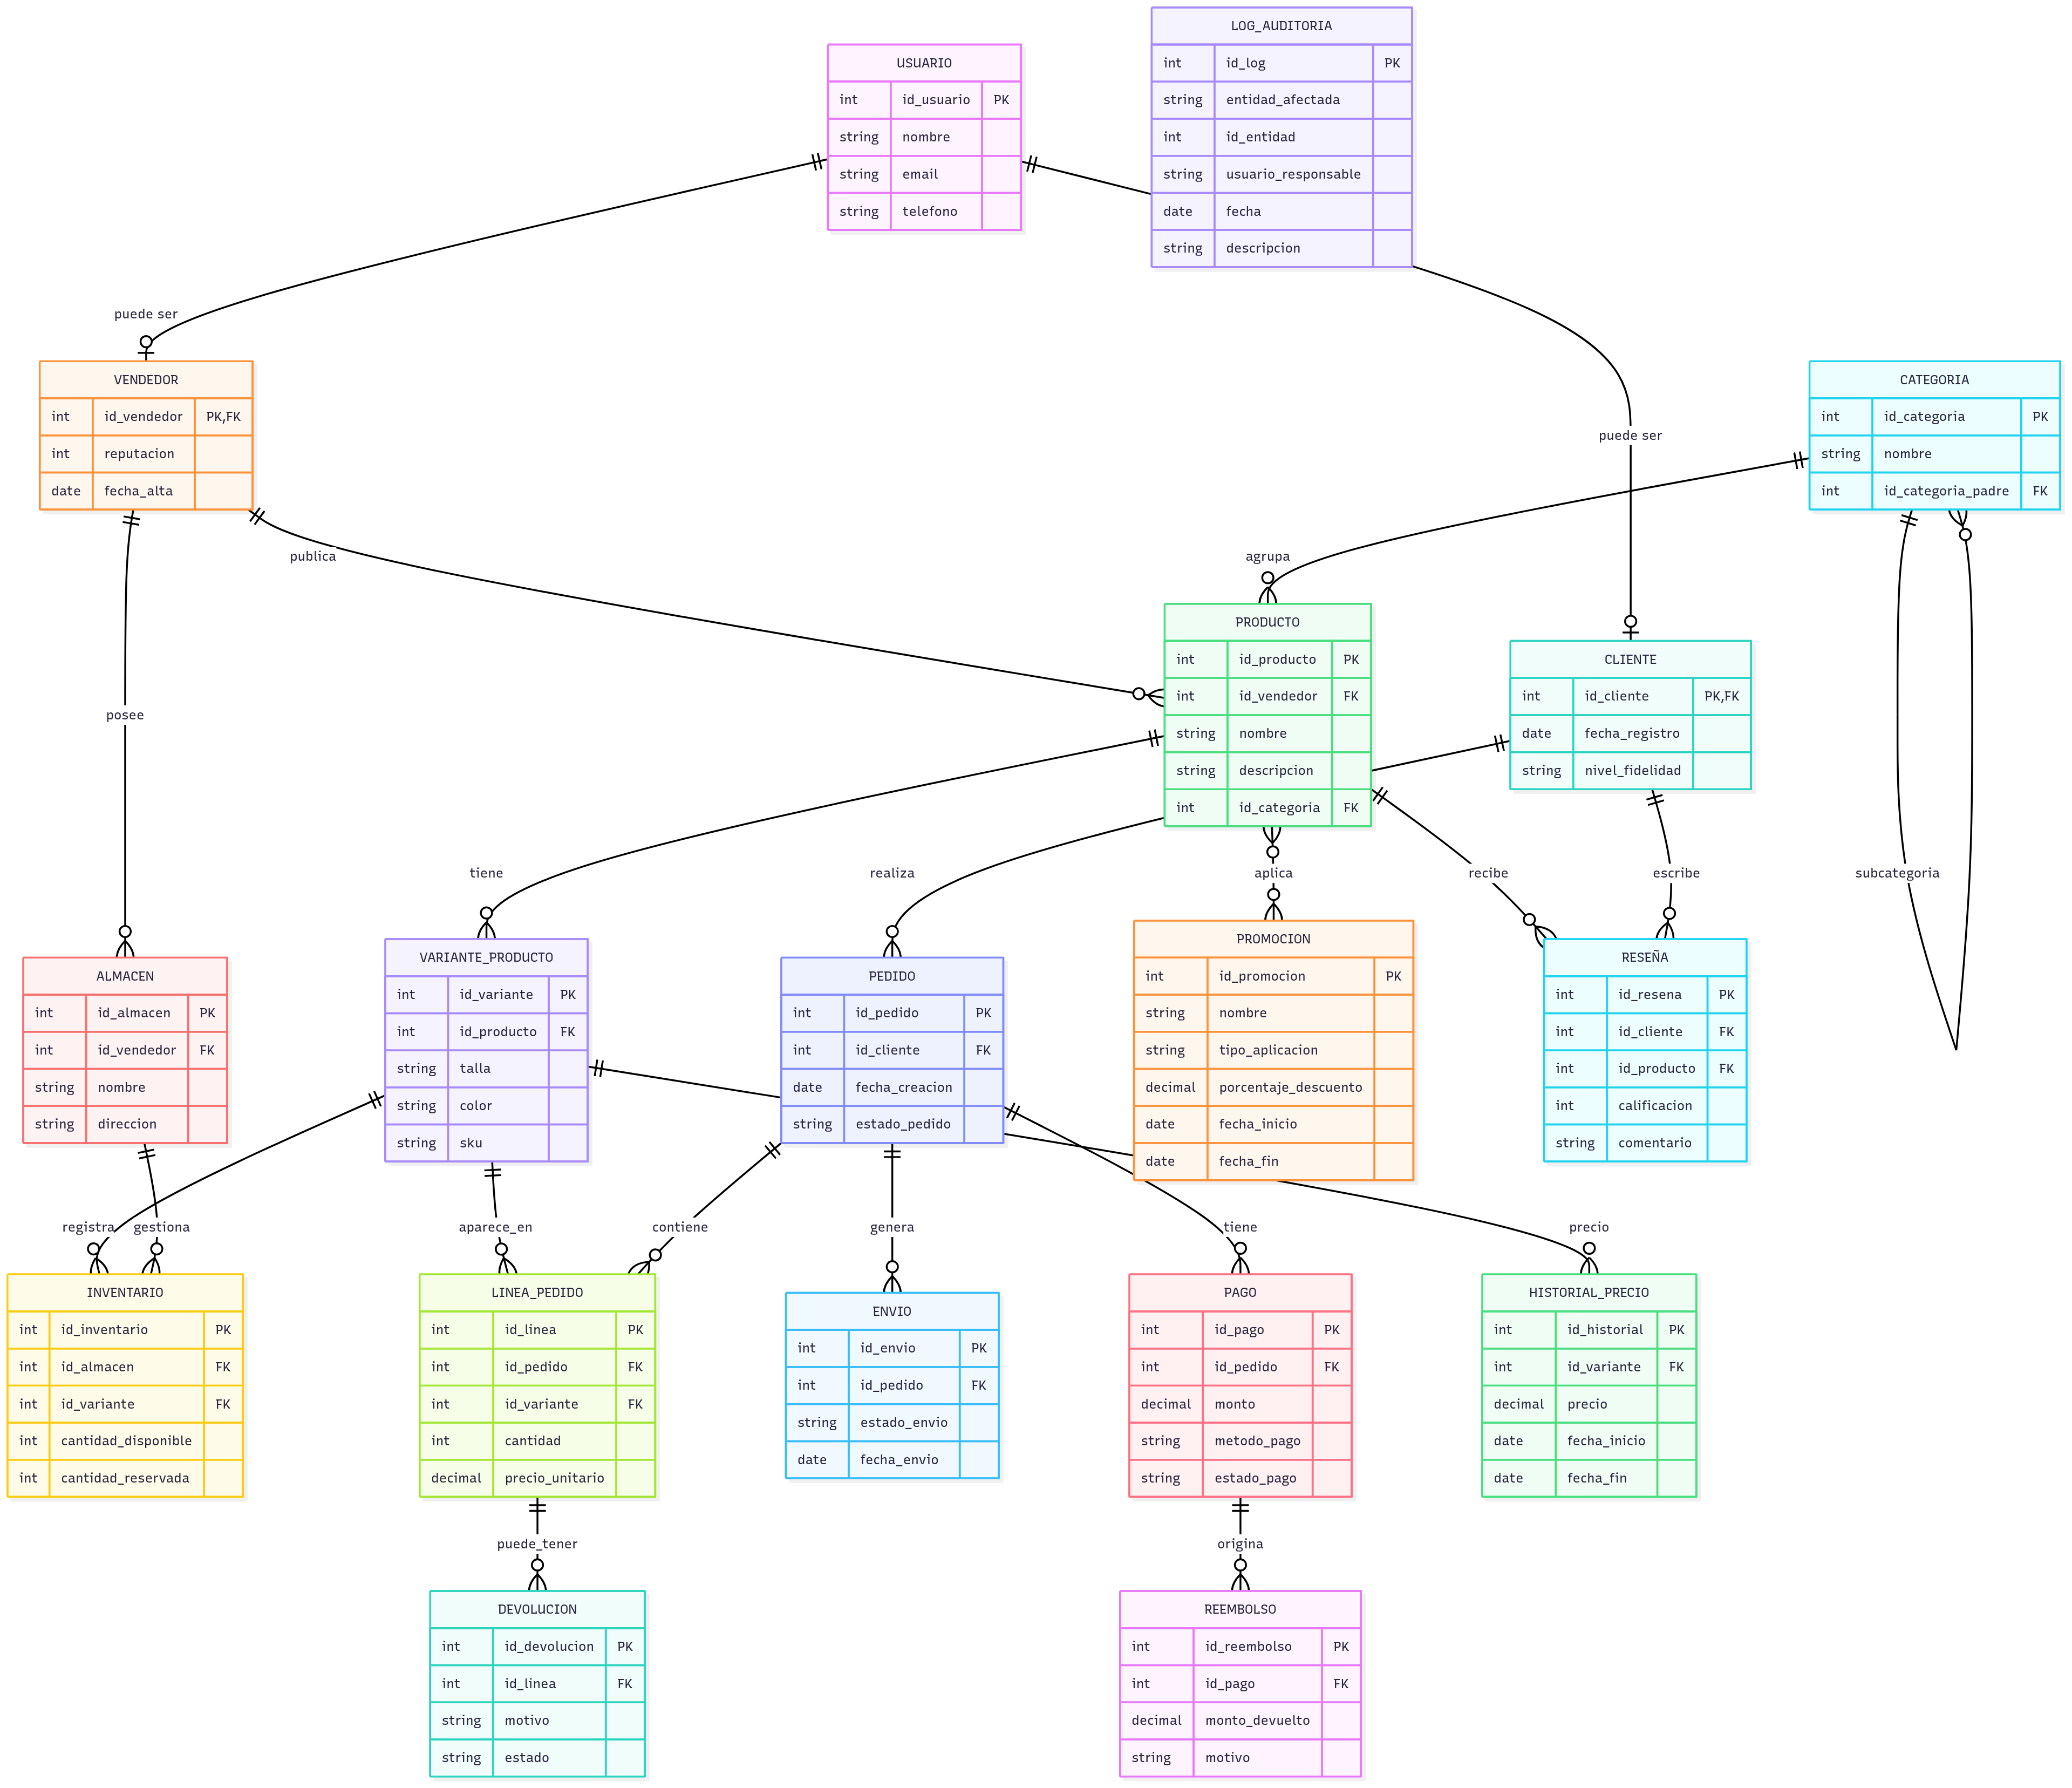 LOG_AUDITORIA
int id_log PK
string entidad_afectada
int id_entidad
string usuario_responsable
date fecha
string descripcion
USUARIO
int id_usuario PK
string nombre
string email
string telefono
puede ser
VENDEDOR
int id_vendedor PK,FK
int reputacion
date fecha_alta
CATEGORIA
int id_categoria PK
string nombre
int id_categoria_padre FK
puede ser
publica
agrupa
PRODUCTO
int id_producto PK
int id_vendedor FK
string nombre
string descripcion
int id_categoria FK
CLIENTE
int id_cliente PK,FK
date fecha_registro
string nivel_fidelidad
posee
tiene
realiza
aplica
recibe
escribe
subcategoria
ALMACEN
int id_almacen PK
int id_vendedor FK
string nombre
string direccion
VARIANTE_PRODUCTO
int id_variante PK
int id_producto FK
string talla
string color
string sku
PEDIDO
int id_pedido PK
int id_cliente FK
date fecha_creacion
string estado_pedido
PROMOCION
int id_promocion PK
string nombre
string tipo_aplicacion
decimal porcentaje_descuento
date fecha_inicio
date fecha_fin
RESEÑA
int id_resena PK
int id_cliente FK
int id_producto FK
int calificacion
string comentario
registra
gestiona
aparece_en
contiene
genera
tiene
precio
INVENTARIO
int id_inventario PK
int id_almacen FK
int id_variante FK
int cantidad_disponible
int cantidad_reservada
LINEA_PEDIDO
int id_linea PK
int id_pedido FK
int id_variante FK
int cantidad
decimal precio_unitario
ENVIO
int id_envio PK
int id_pedido FK
string estado_envio
date fecha_envio
PAGO
int id_pago PK
int id_pedido FK
decimal monto
string metodo_pago
string estado_pago
HISTORIAL_PRECIO
int id_historial PK
int id_variante FK
decimal precio
date fecha_inicio
date fecha_fin
puede_tener
origina
DEVOLUCION
int id_devolucion PK
int id_linea FK
string motivo
string estado
REEMBOLSO
int id_reembolso PK
int id_pago FK
decimal monto_devuelto
string motivo